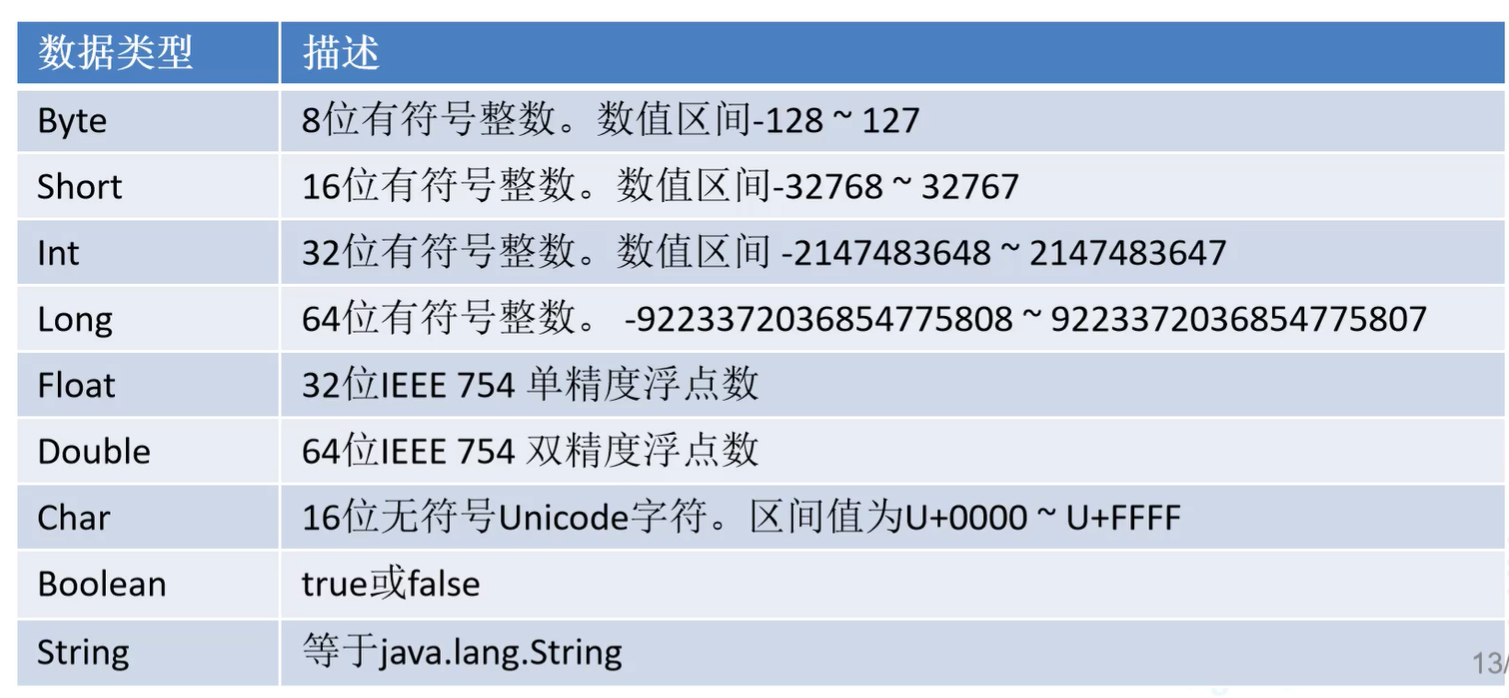 数据类型 描述
Byte 8位有符号整数。数值区间-128 ~ 127
Short 16位有符号整数。数值区间-32768 ~ 32767
Int 32位有符号整数。数值区间 -2147483648 ~ 2147483647
Long 64位有符号整数。 -9223372036854775808 ~ 9223372036854775807
Float 32位IEEE 754 单精度浮点数
Double 64位IEEE 754 双精度浮点数
Char 16位无符号Unicode字符。区间值为U+0000 ~ U+FFFF
Boolean true或false
String 等于java.lang.String
13/